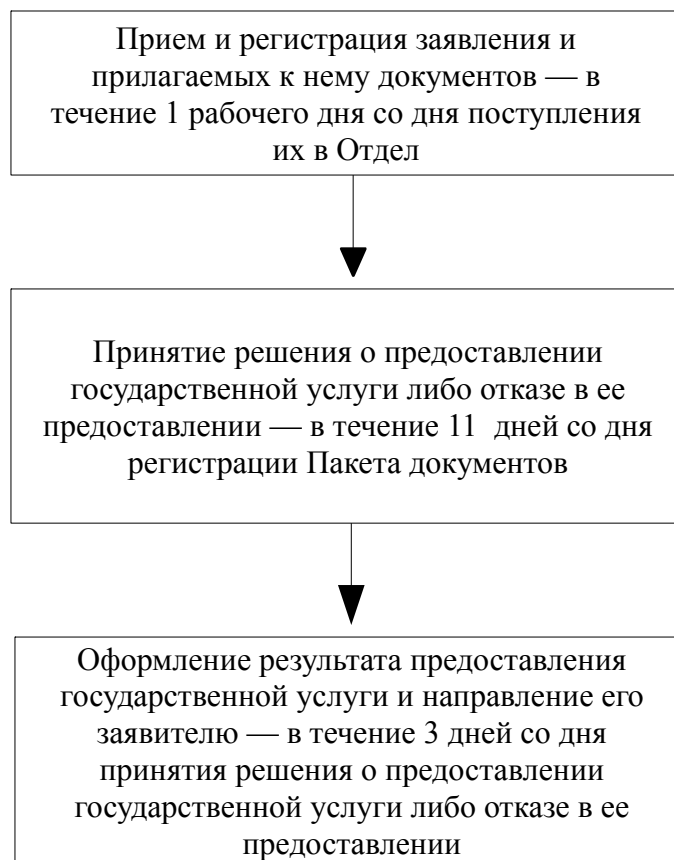 Прием и регистрация заявления и
прилагаемых к нему документов — в
течение 1 рабочего дня со дня поступления
их в Отдел
Принятие решения о предоставлении
государственной услуги либо отказе в ее
предоставлении — в течение 11  дней со дня
регистрации Пакета документов
Оформление результата предоставления
государственной услуги и направление его
заявителю — в течение 3 дней со дня
принятия решения о предоставлении
государственной услуги либо отказе в ее
предоставлении